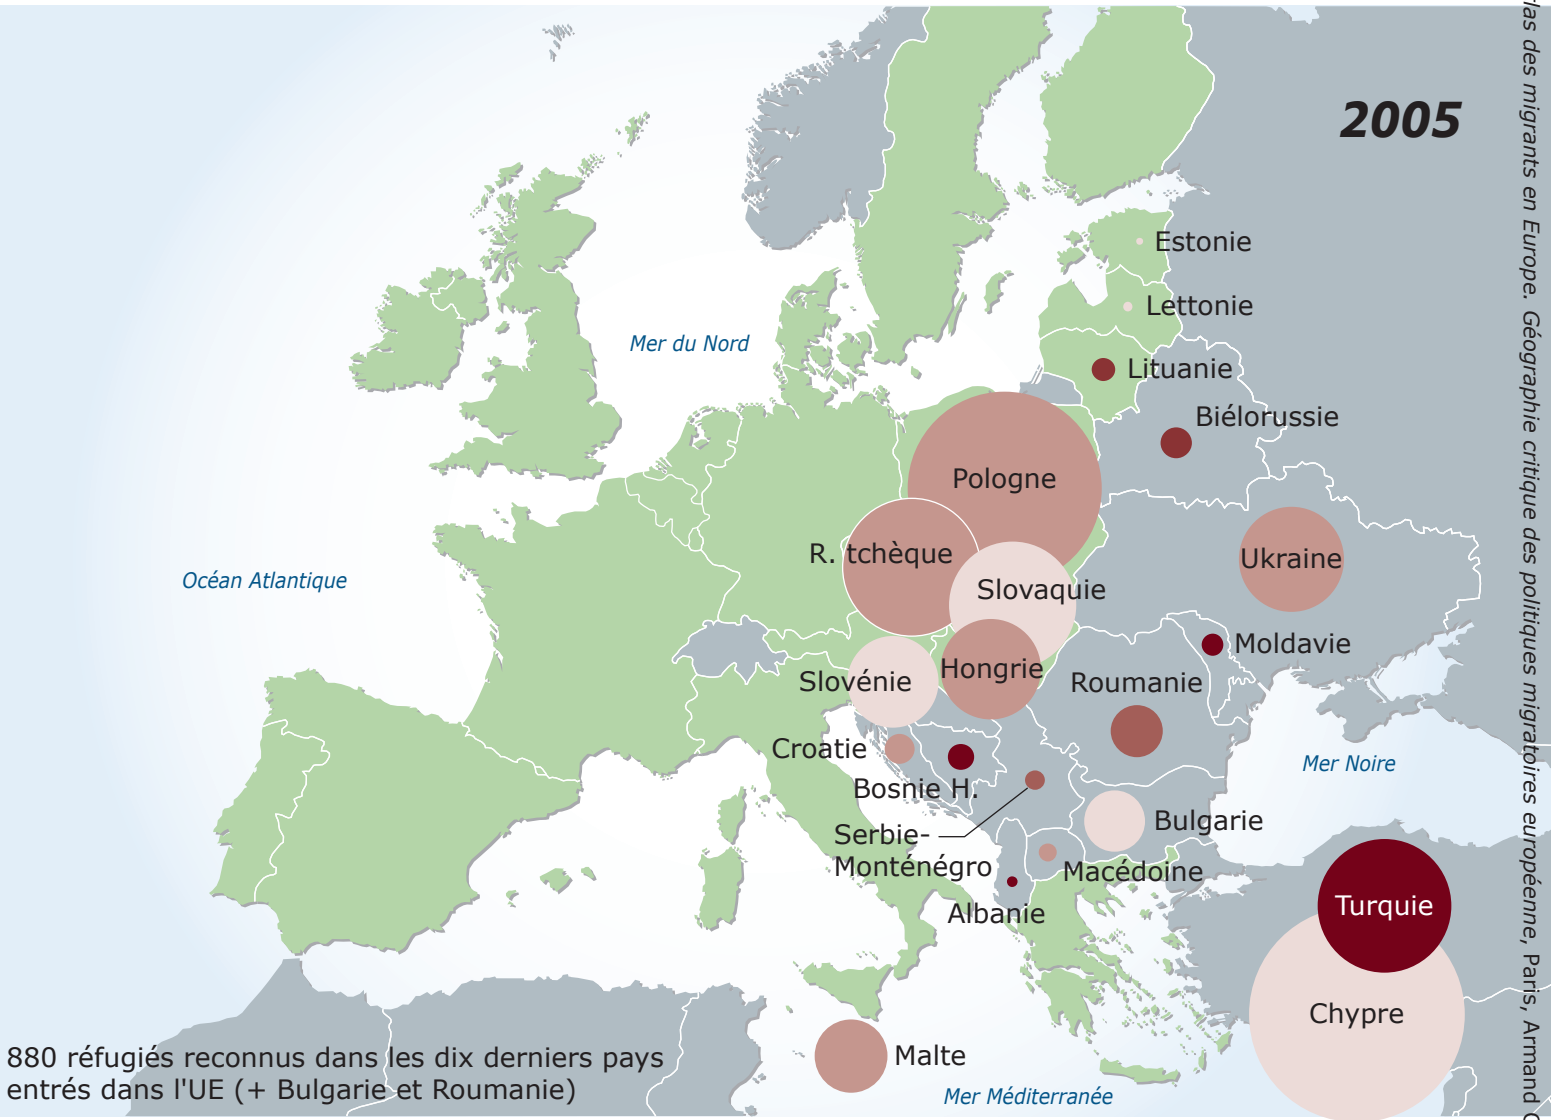 2005
Estonie
Lettonie
Mer du Nord
Lituanie
Biélorussie
Pologne
R. tchèque
Ukraine
Océan Atlantique
Slovaquie
Moldavie
Hongrie
Slovénie
Roumanie
Croatie
Mer Noire
Bosnie H.
Bulgarie
Serbie-
Monténégro
Macédoine
Albanie
Turquie
Chypre
Malte
880 réfugiés reconnus dans les dix derniers pays
entrés dans l'UE (+ Bulgarie et Roumanie)
Mer Méditerranée
des migrants en Europe. Géographie critique des politiques migratoires européenne, Paris, Armand